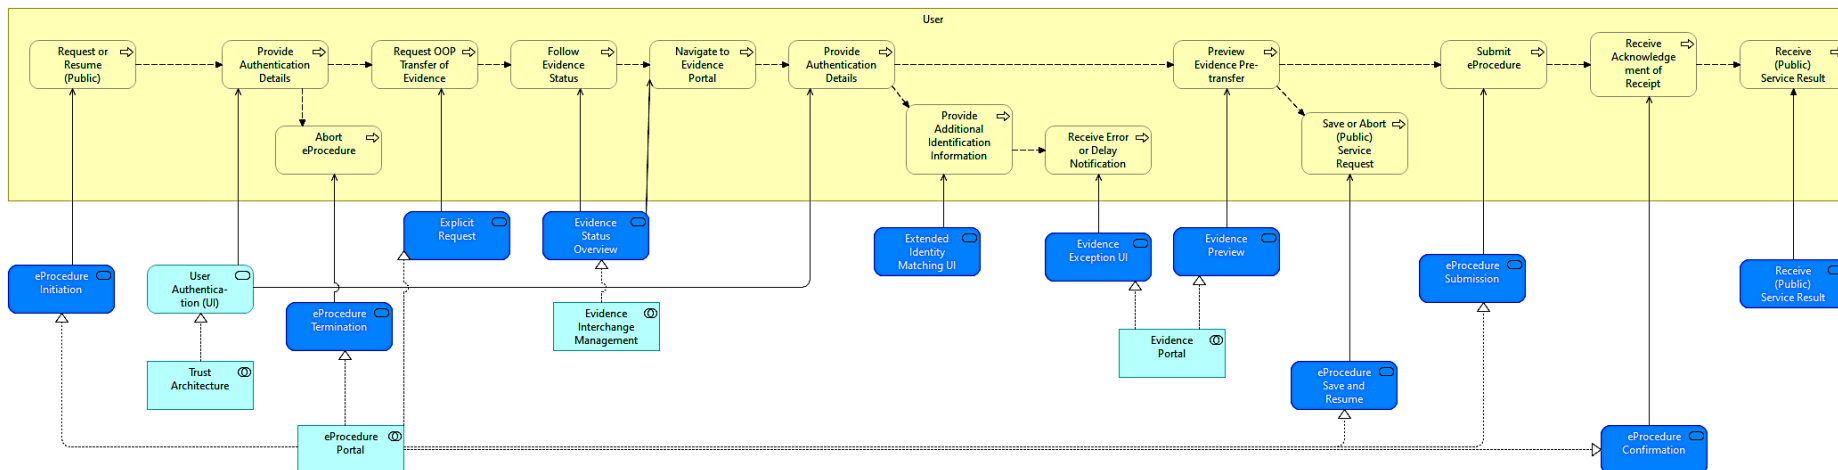 User
Request or
Resume
(Public)
Provide
Authentication
Details
Request OOP
Transfer of
Evidence
Follow
Evidence
Status
Navigate to
Evidence
Portal
Provide
Authentication
Details
Preview
Evidence Pre-
transfer
Submit
eProcedure
Receive
Acknowledge
ment of
Receipt
Receive
(Public)
Service Result
Abort
eProcedure
Provide
Additional
Identification
Information
Receive Error
or Delay
Notification
Save or Abort
(Public)
Service
Request
Explicit
Request
Evidence
Status
Overview
Extended
Identity
Matching UI
Evidence
Exception UI
Evidence
Preview
eProcedure
Submission
Receive
(Public)
Service Result
eProcedure
Initiation
User
Authentica-
tion (UI)
eProcedure
Termination
Evidence
Interchange
Management
Evidence
Portal
Trust
Architecture
eProcedure
Save and
Resume
eProcedure
Portal
eProcedure
Confirmation